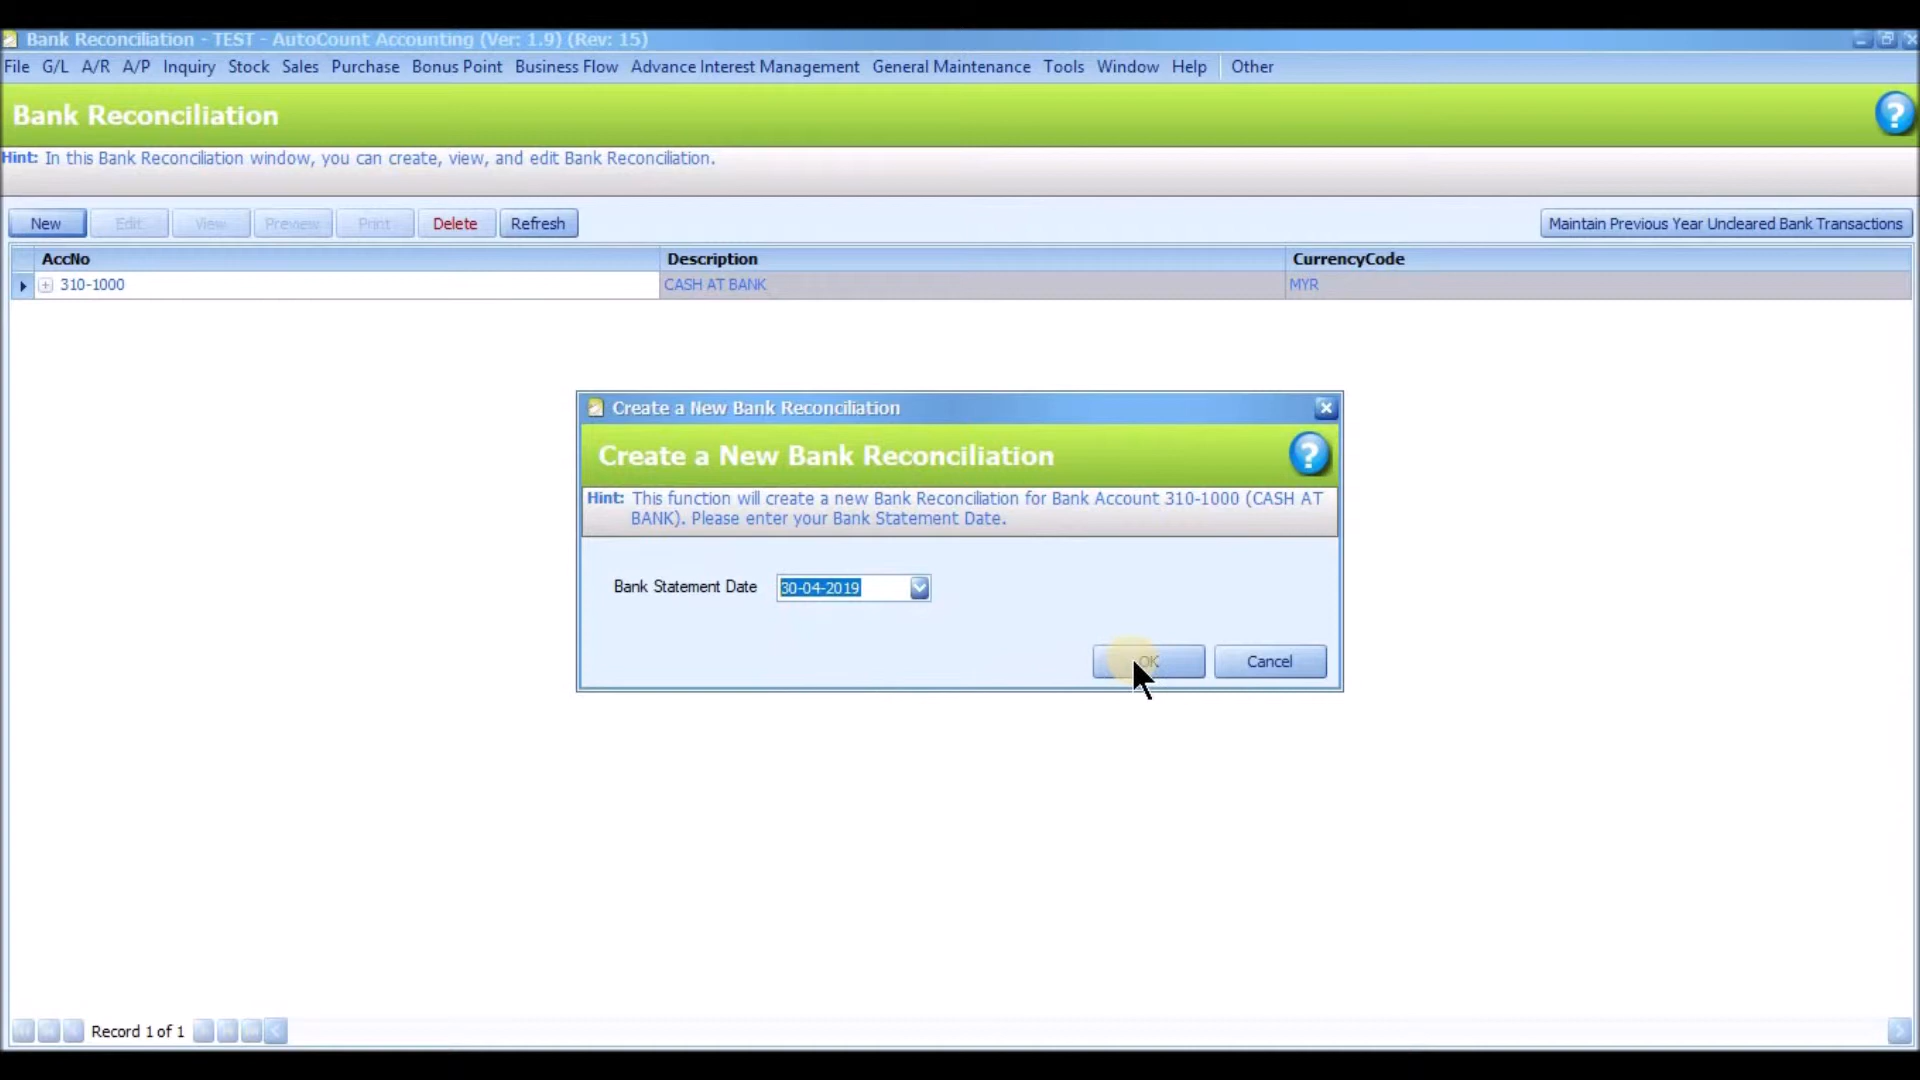 Bank Reconciliation - TEST - AutoCount Accounting (Ver: 1.9) (Rev: 15)
File G/L A/R A/P Inquiry Stock Sales Purchase Bonus Point Business Flow Advance Interest Management General Maintenance Tools Window Help Other
Bank Reconciliation
Hint: In this Bank Reconciliation window, you can create, view, and edit Bank Reconciliation.
New Edit View Preview Print Delete Refresh Maintain Previous Year Uncleared Bank Transactions
AccNo Description CurrencyCode
310-1000 CASH AT BANK MYR
Create a New Bank Reconciliation
Create a New Bank Reconciliation
Hint: This function will create a new Bank Reconciliation for Bank Account 310-1000 (CASH AT
BANK). Please enter your Bank Statement Date.
Bank Statement Date 30-04-2019
OK Cancel
Record 1 of 1